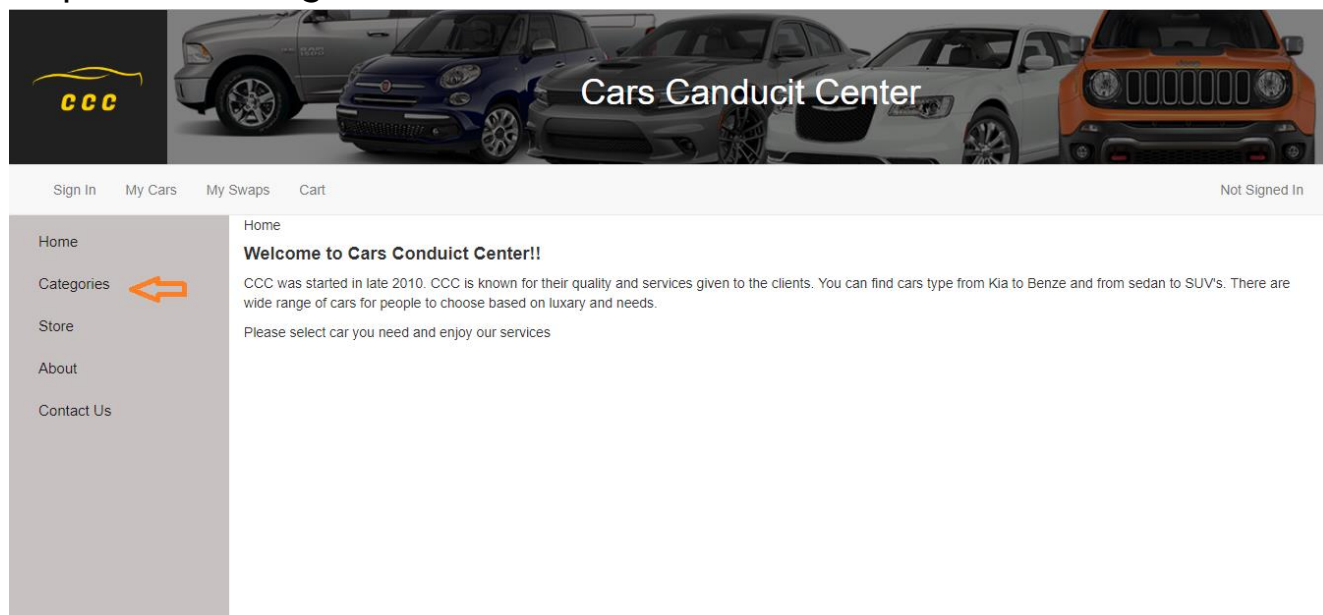 CCC
Cars Canducit Center
Sign In My Cars My Swaps Cart Not Signed In
Home
Categories
Store
About
Contact Us
Home
Welcome to Cars Conduict Center!!
CCC was started in late 2010. CCC is known for their quality and services given to the clients. You can find cars type from Kia to Benze and from sedan to SUV's. There are
wide range of cars for people to choose based on luxary and needs.
Please select car you need and enjoy our services